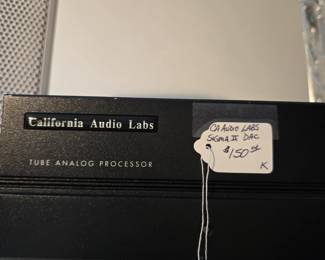 California Audio Labs
TUBE ANALOG PROCESSOR
CA AUDIO LABS
SIGMA II DAC
$150
K